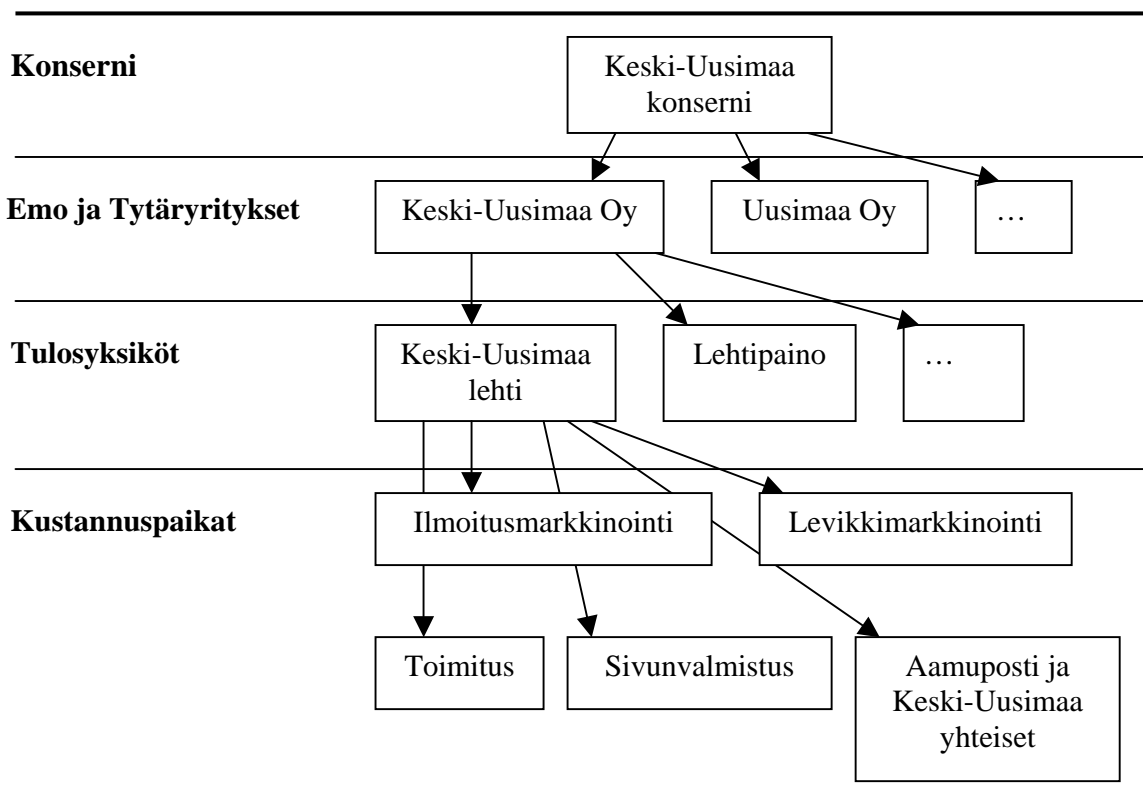 Konserni
Keski-Uusimaa
konserni
Emo ja Tytäryritykset
Keski-Uusimaa Oy
Uusimaa Oy
…
Tulosyksiköt
Keski-Uusimaa
lehti
Lehtipaino
…
Kustannuspaikat
Ilmoitusmarkkinointi
Levikkimarkkinointi
Toimitus
Sivunvalmistus
Aamuposti ja
Keski-Uusimaa
yhteiset